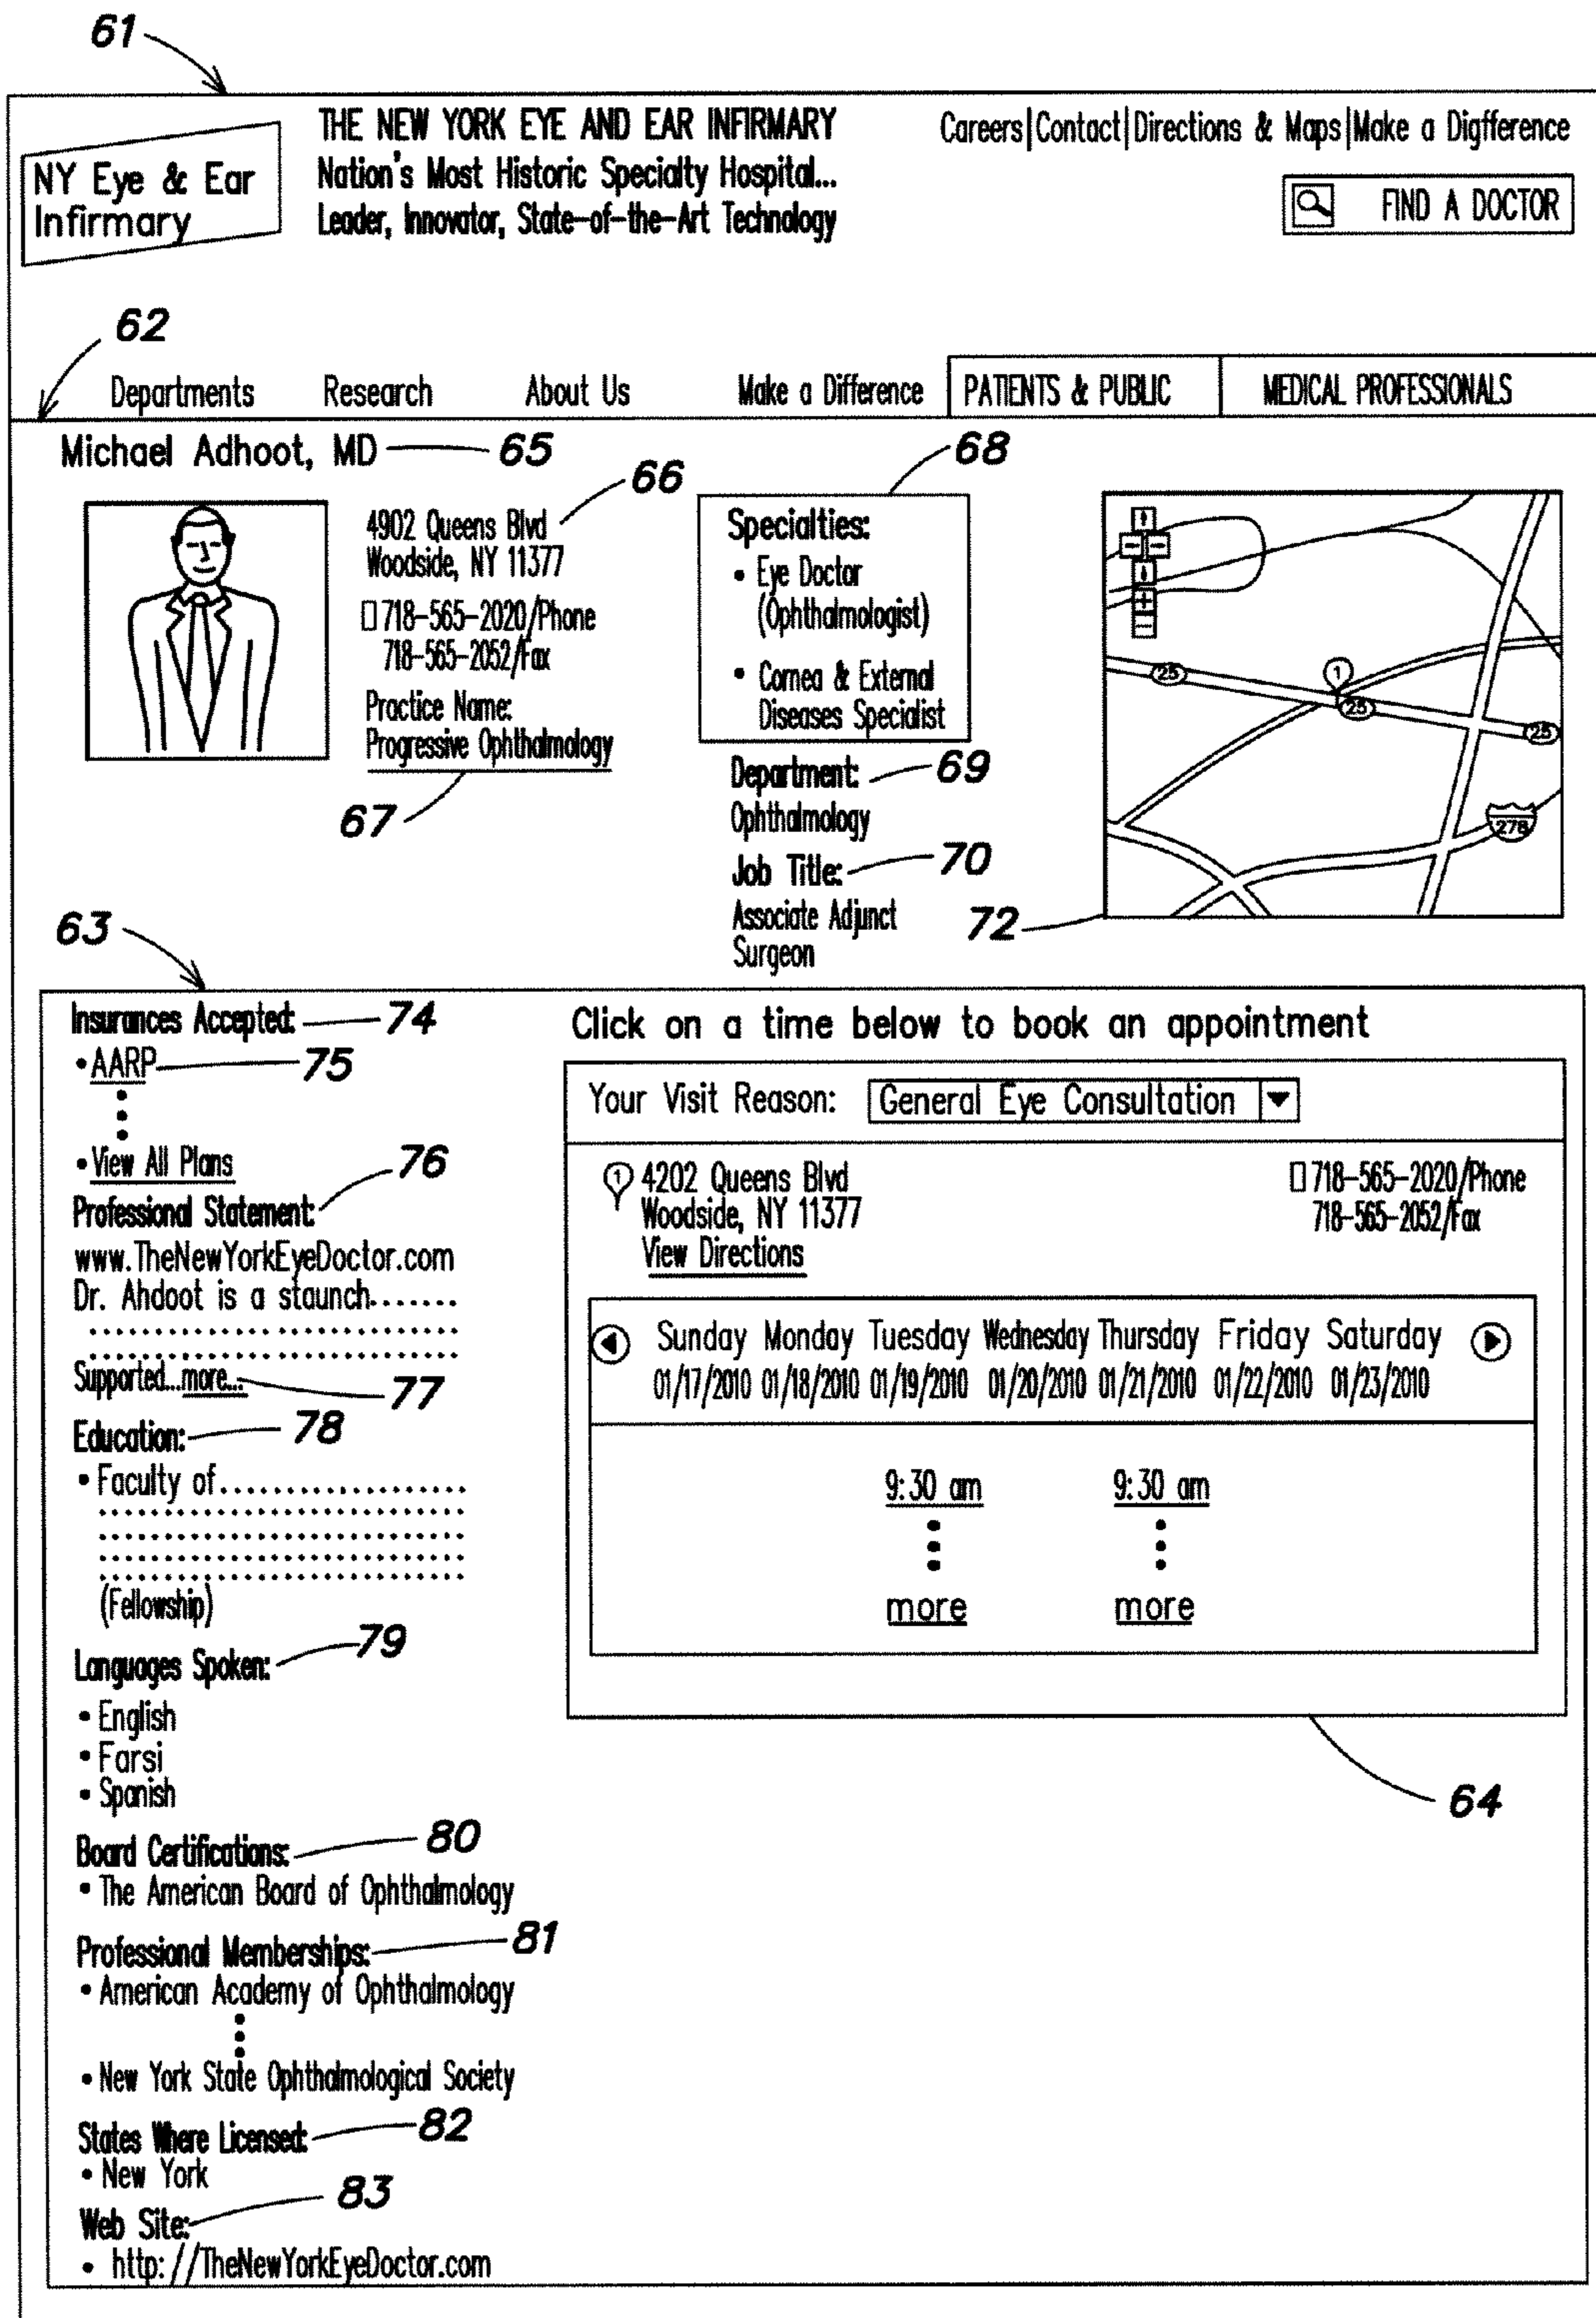 61
NY Eye & Ear
Infirmary
THE NEW YORK EYE AND EAR INFIRMARY
Nation's Most Historic Specialty Hospital...
Leader, Innovator, State-of-the-Art Technology
Careers|Contact|Directions & Maps|Make a Digfference
FIND A DOCTOR
62
Departments Research About Us Make a Difference PATIENTS & PUBLIC MEDICAL PROFESSIONALS
Michael Adhoot, MD 65
66
4902 Queens Blvd
Woodside, NY 11377
718-565-2020/Phone
718-565-2052/Fax
Practice Name:
Progressive Ophthalmology
67
68
Specialties:
• Eye Doctor
(Ophthalmologist)
• Cornea & External
Diseases Specialist
Department: 69
Ophthalmology
Job Title: 70
Associate Adjunct
Surgeon
72
1
25
25
25
278
63
Insurances Accepted: 74
• AARP 75
• View All Plans
76
Professional Statement:
www.TheNewYorkEyeDoctor.com
Dr. Ahdoot is a staunch.......
Supported...more... 77
Education: 78
• Faculty of....................
(Fellowship)
79
Languages Spoken:
• English
• Farsi
• Spanish
80
Board Certifications:
• The American Board of Ophthalmology
81
Professional Memberships:
• American Academy of Ophthalmology
• New York State Ophthalmological Society
82
States Where Licensed:
• New York
83
Web Site:
• http://TheNewYorkEyeDoctor.com
Click on a time below to book an appointment
Your Visit Reason: General Eye Consultation
1 4202 Queens Blvd
Woodside, NY 11377
View Directions
718-565-2020/Phone
718-565-2052/Fax
Sunday Monday Tuesday Wednesday Thursday Friday Saturday
01/17/2010 01/18/2010 01/19/2010 01/20/2010 01/21/2010 01/22/2010 01/23/2010
9:30 am 9:30 am
more more
64